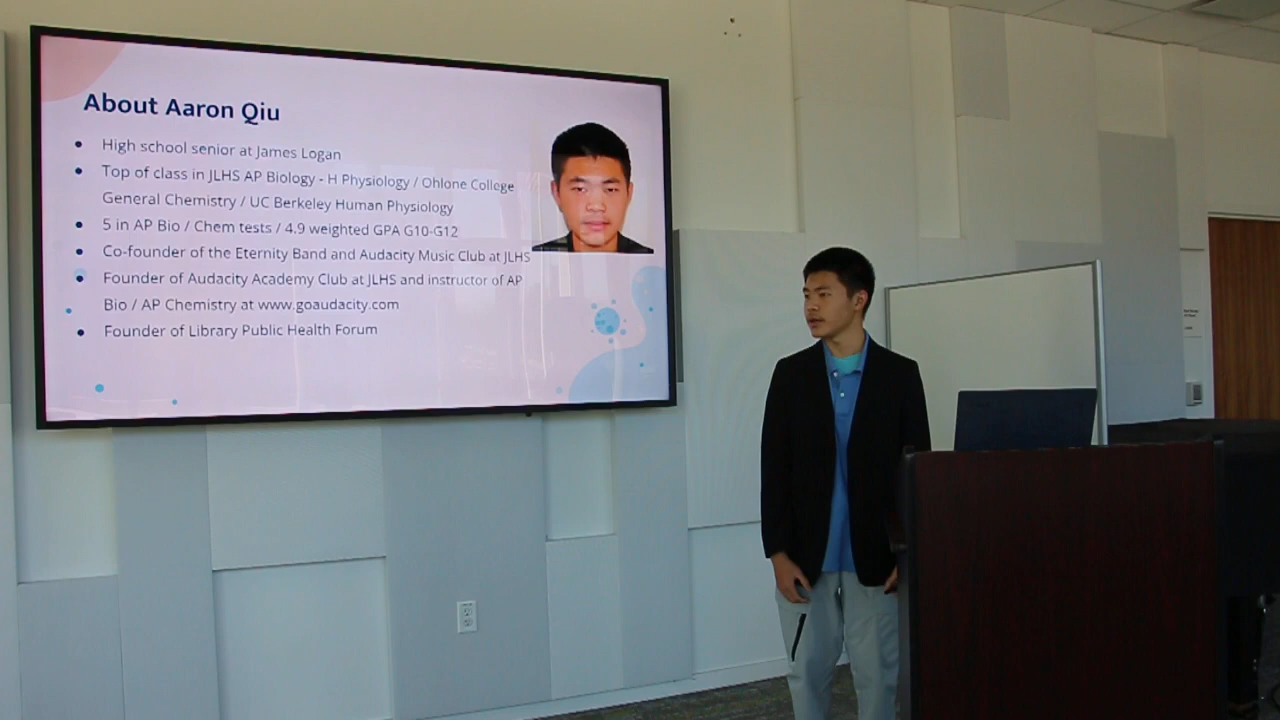 About Aaron Qiu
• High school senior at James Logan
• Top of class in JLHS AP Biology - H Physiology / Ohlone College
General Chemistry / UC Berkeley Human Physiology
• 5 in AP Bio / Chem tests / 4.9 weighted GPA G10-G12
• Co-founder of the Eternity Band and Audacity Music Club at JLHS
• Founder of Audacity Academy Club at JLHS and instructor of AP
Bio / AP Chemistry at www.goaudacity.com
• Founder of Library Public Health Forum